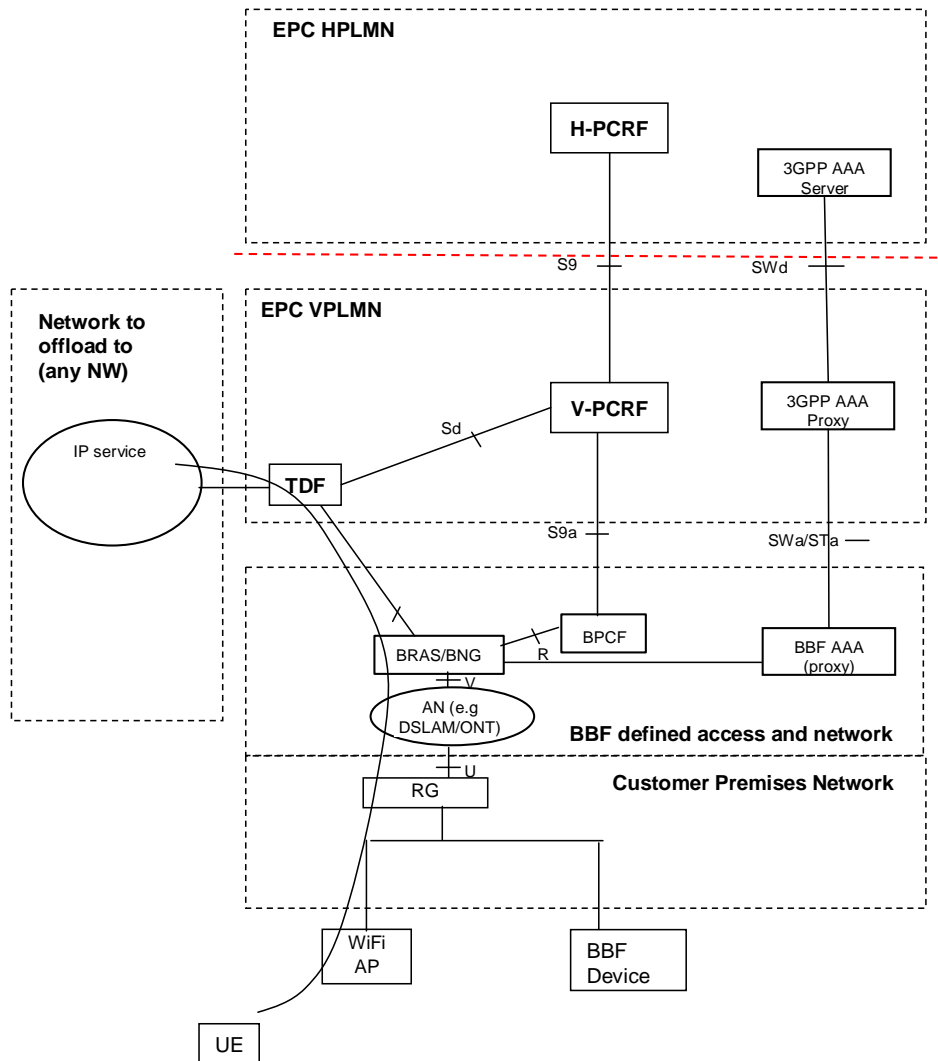 EPC HPLMN
H-PCRF
3GPP AAA
Server
S9
SWd
Network to
offload to
(any NW)
EPC VPLMN
V-PCRF
3GPP AAA
Proxy
Sd
IP service
TDF
S9a
SWa/STa
BPCF
BRAS/BNG
R
BBF AAA
(proxy)
V
AN (e.g
DSLAM/ONT)
BBF defined access and network
U
RG
Customer Premises Network
WiFi
AP
BBF
Device
UE